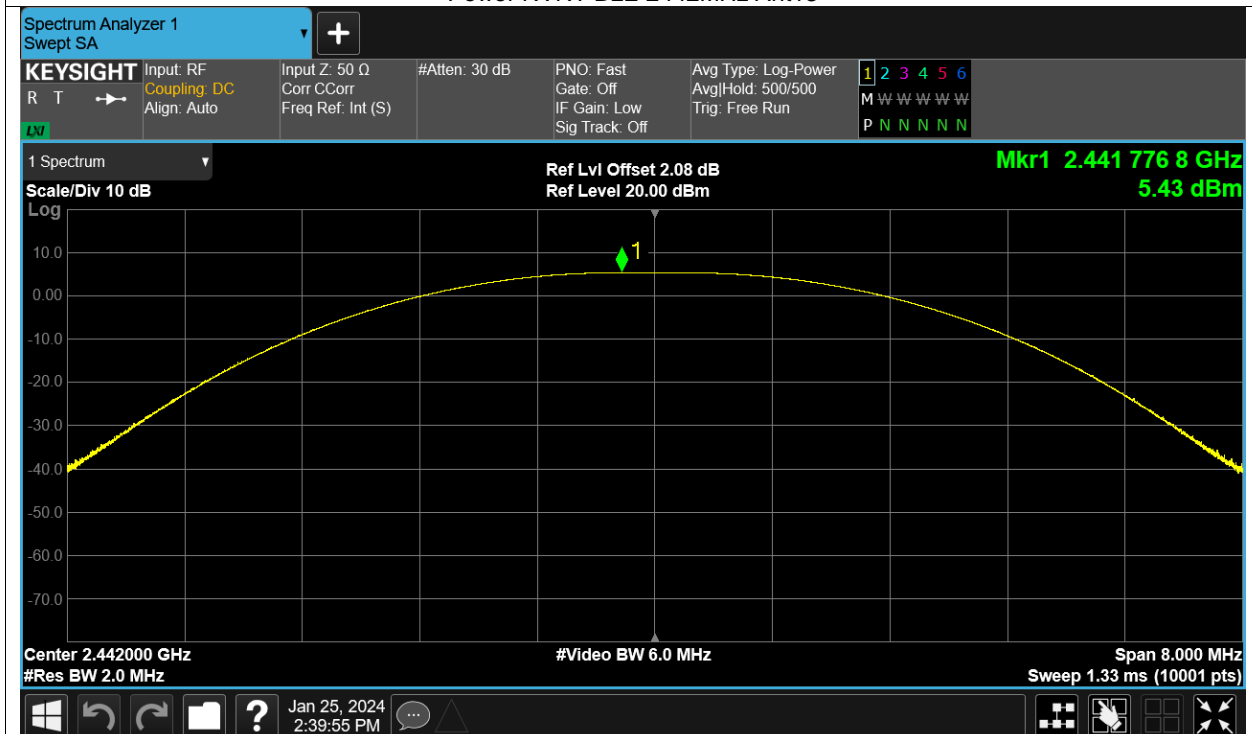 Spectrum Analyzer 1
Swept SA
KEYSIGHT
R T
LXI
Input: RF
Coupling: DC
Align: Auto
Input Z: 50 Ω
Corr CCorr
Freq Ref: Int (S)
#Atten: 30 dB
PNO: Fast
Gate: Off
IF Gain: Low
Sig Track: Off
Avg Type: Log-Power
Avg|Hold: 500/500
Trig: Free Run
1 2 3 4 5 6
M W W W W W
P N N N N N
1 Spectrum
Scale/Div 10 dB
Log
Ref Lvl Offset 2.08 dB
Ref Level 20.00 dBm
Mkr1 2.441 776 8 GHz
5.43 dBm
1
10.0
0.00
-10.0
-20.0
-30.0
-40.0
-50.0
-60.0
-70.0
Center 2.442000 GHz
#Res BW 2.0 MHz
#Video BW 6.0 MHz
Span 8.000 MHz
Sweep 1.33 ms (10001 pts)
?
Jan 25, 2024
2:39:55 PM